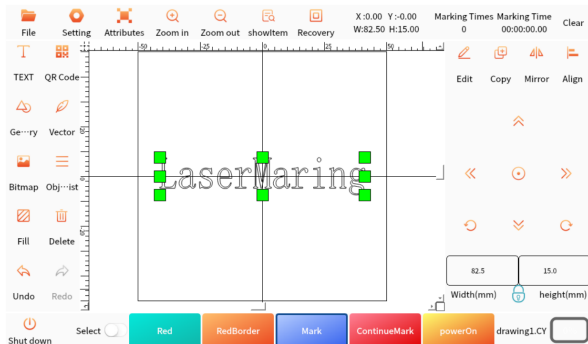 File Setting Attributes Zoom in Zoom out showItem Recovery
X :0.00 Y :-0.00 Marking Times Marking Time Clear
W:82.50 H:15.00 0 00:00:00.00
-50 0 50
TEXT QR Code
Ge···ry Vector
Bitmap Obj···ist
Fill Delete
Undo Redo
LaserMaring
Edit Copy Mirror Align
82.5 15.0
Width(mm) height(mm)
Shut down Select Red RedBorder Mark ContinueMark powerOn drawing1.CY